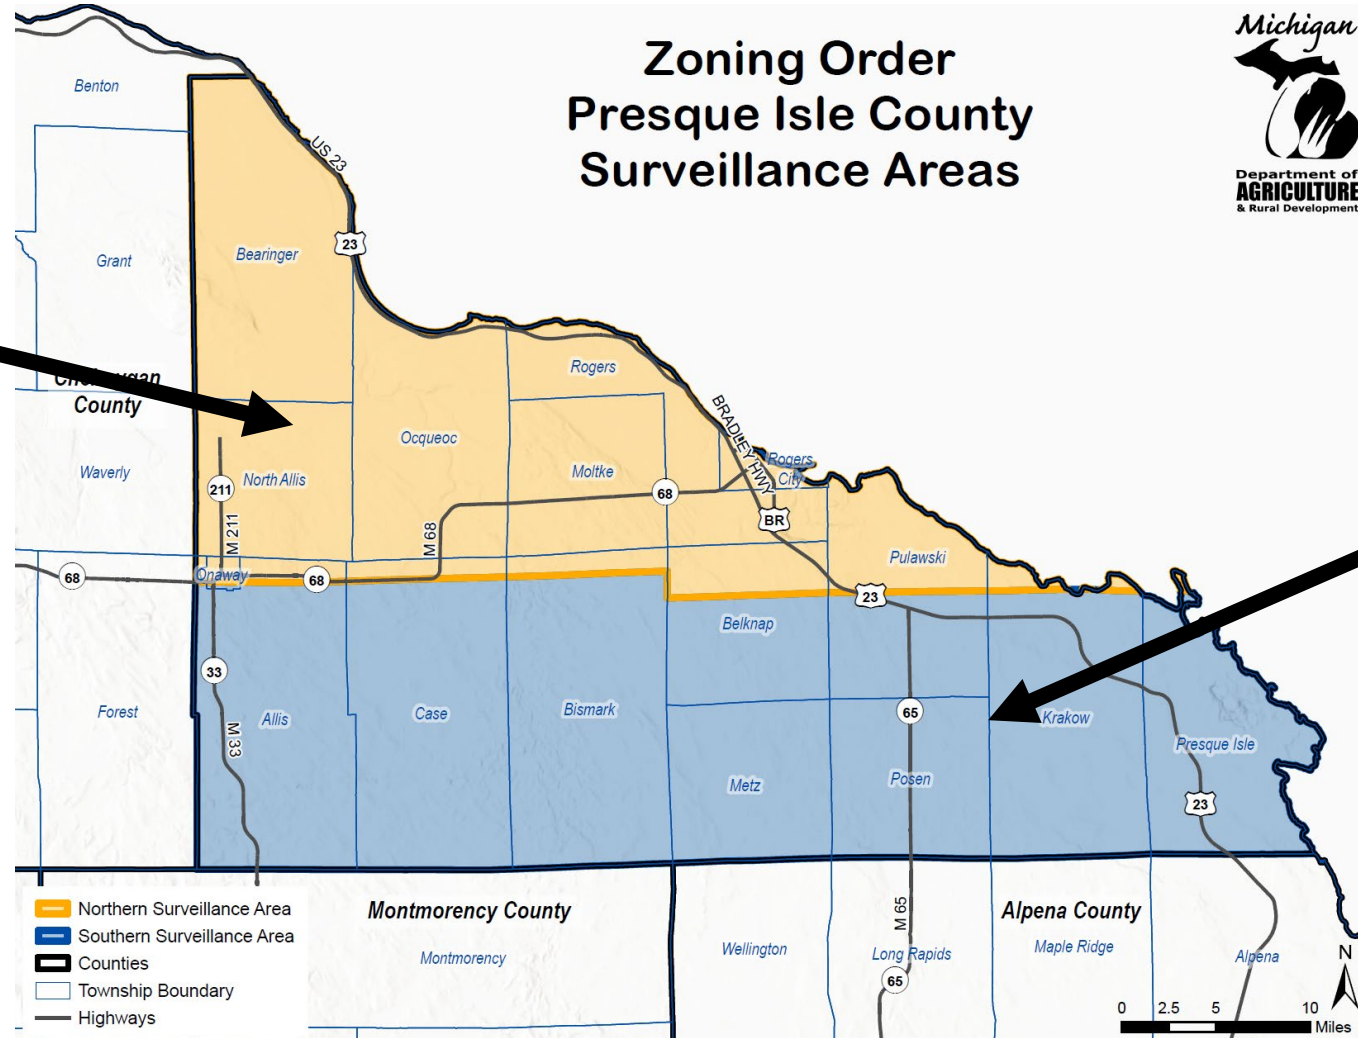 Zoning Order
Presque Isle County
Surveillance Areas
Michigan
Department of
AGRICULTURE
& Rural Development
Benton
US 23
23
Grant
Bearinger
Rogers
County
BRADLEY HWY
Ocqueoc
Waverly
North Allis
Moltke
Rogers
City
211
68
BR
M 211
M 68
Pulawski
68
Onaway
68
23
Belknap
33
Forest
Allis
Case
Bismark
65
Krakow
M 33
Presque Isle
Metz
Posen
23
Northern Surveillance Area
Southern Surveillance Area
Counties
Township Boundary
Highways
Montmorency County
Montmorency
Alpena County
M 65
Wellington
Long Rapids
Maple Ridge
Alpena
65
N
0 2.5 5 10
Miles